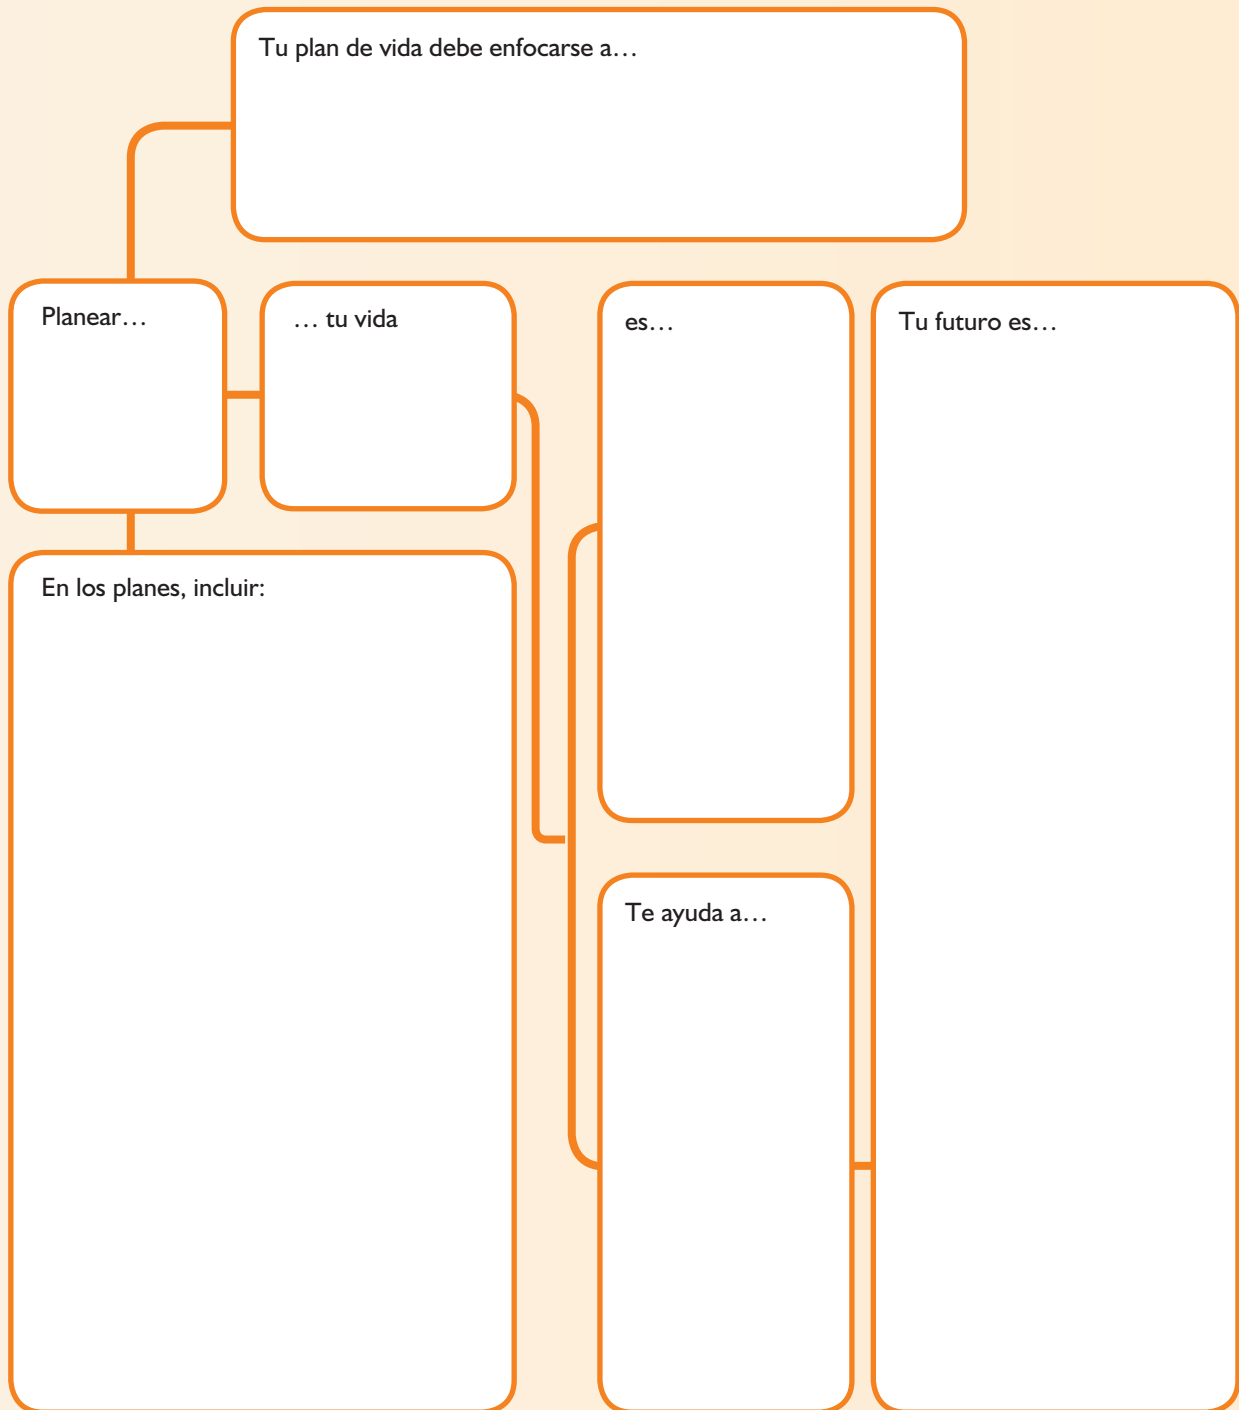 Tu plan de vida debe enfocarse a…
Planear…
… tu vida
es…
Tu futuro es…
En los planes, incluir:
Te ayuda a…